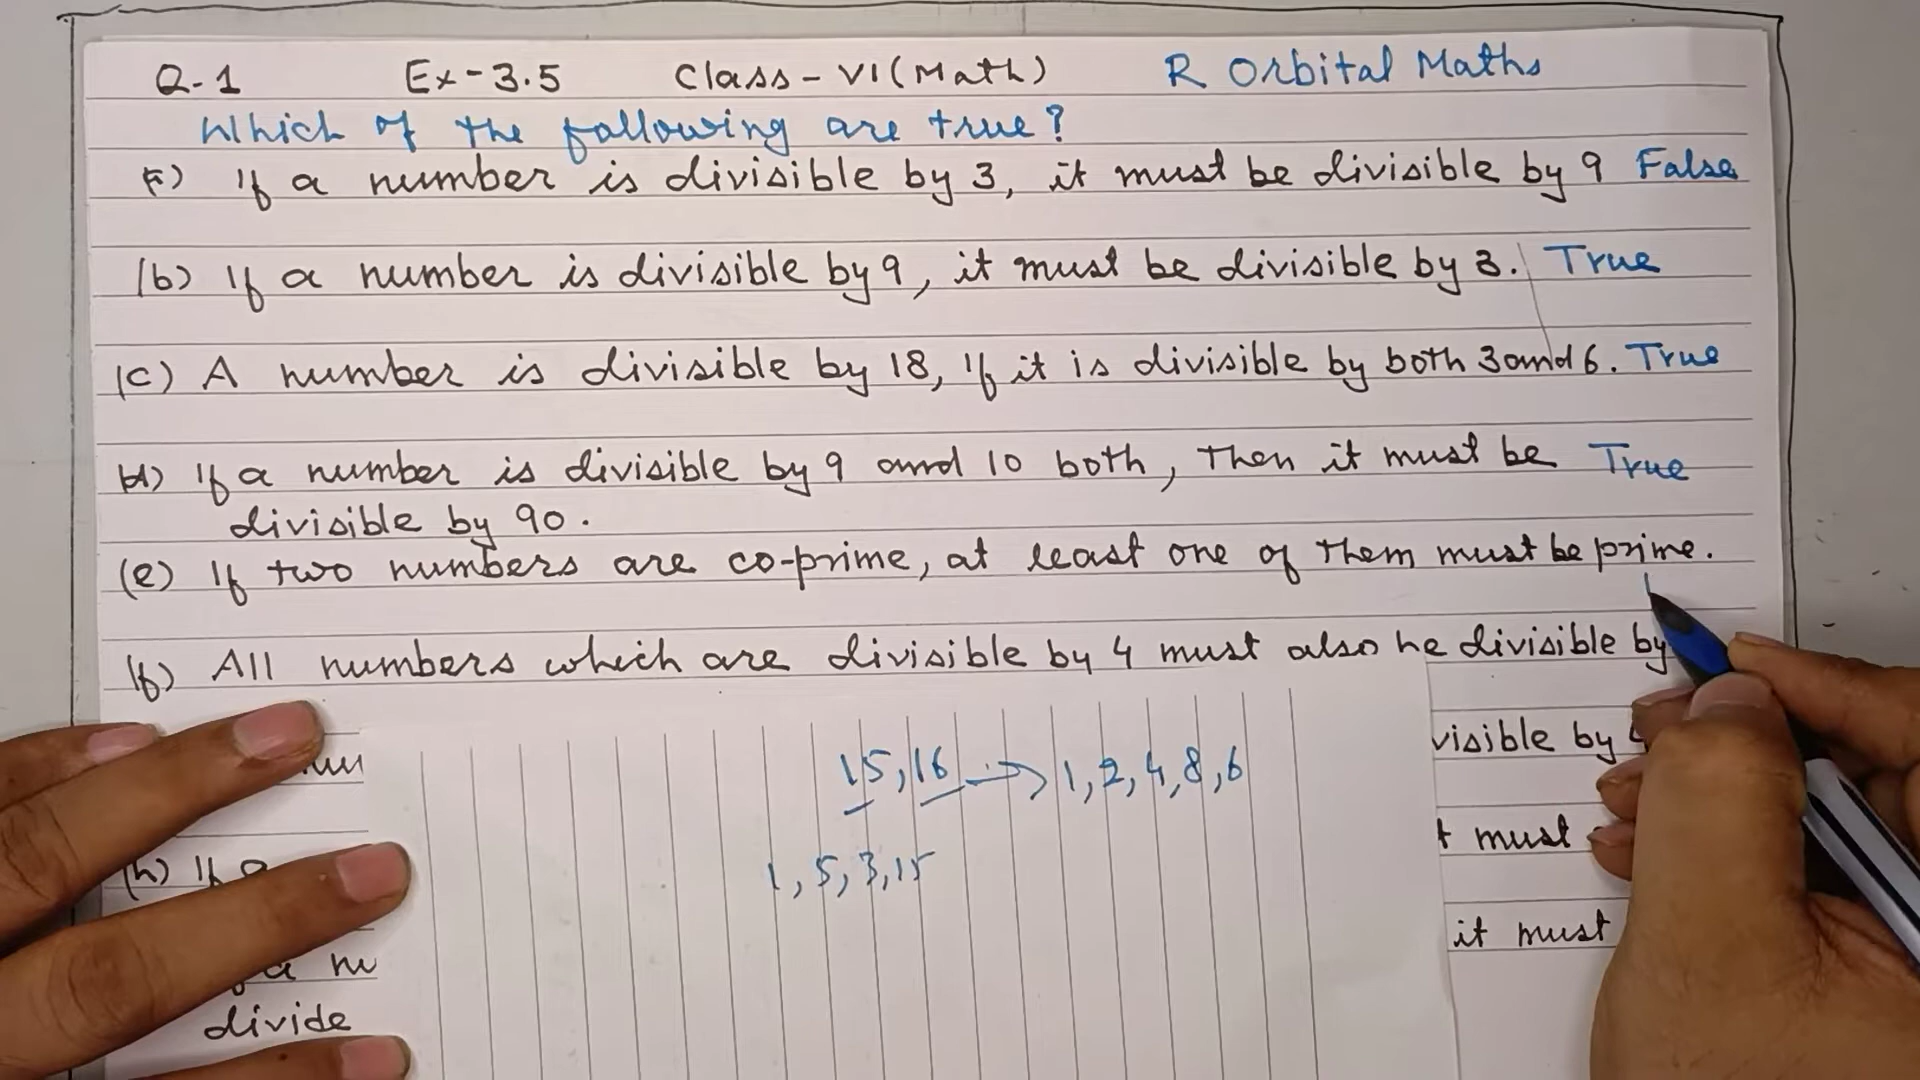 Q-1 Ex-3.5 Class-VI(Math) R Orbital Maths
Which of the following are true?
If a number is divisible by 3, it must be divisible by 9 False
(b) If a number is divisible by 9, it must be divisible by 3. True
(c) A number is divisible by 18, If it is divisible by both 3 and 6. True
(d) If a number is divisible by 9 and 10 both, Then it must be True
divisible by 90.
(e) If two numbers are co-prime, at least one of them must be prime.
(f) All numbers which are divisible by 4 must also be divisible by
visible by
15, 16 → 1, 2, 4, 8, 6
must
1, 5, 3, 15
(h) If a
it must
a
divide